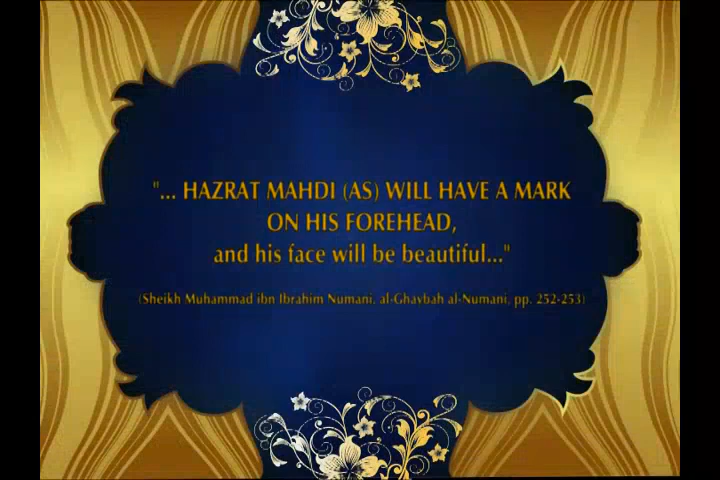 "... HAZRAT MAHDI (AS) WILL HAVE A MARK
ON HIS FOREHEAD,
and his face will be beautiful..."
(Sheikh Muhammad ibn Ibrahim Numani, al-Ghaybah al-Numani, pp. 252-253)